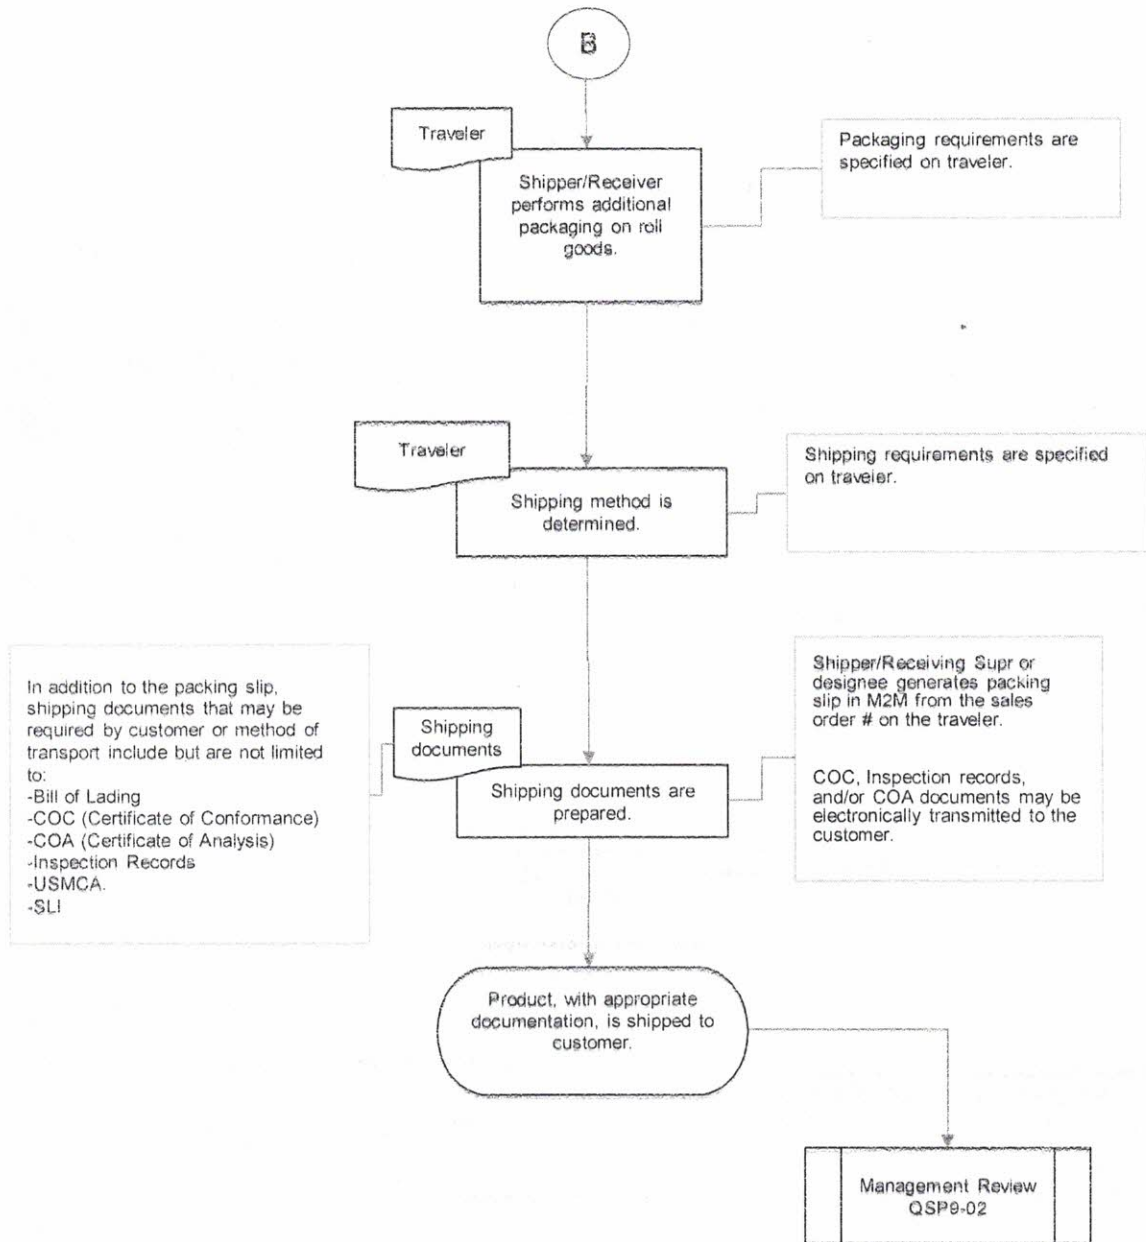 B
Traveler
Shipper/Receiver
performs additional
packaging on roll
goods.
Packaging requirements are
specified on traveler.
Traveler
Shipping method is
determined.
Shipping requirements are specified
on traveler.
In addition to the packing slip,
shipping documents that may be
required by customer or method of
transport include but are not limited
to:
-Bill of Lading
-COC (Certificate of Conformance)
-COA (Certificate of Analysis)
-Inspection Records
-USMCA.
-SLI
Shipping
documents
Shipping documents are
prepared.
Shipper/Receiving Supr or
designee generates packing
slip in M2M from the sales
order # on the traveler.
COC, Inspection records,
and/or COA documents may be
electronically transmitted to the
customer.
Product, with appropriate
documentation, is shipped to
customer.
Management Review
QSP9-02